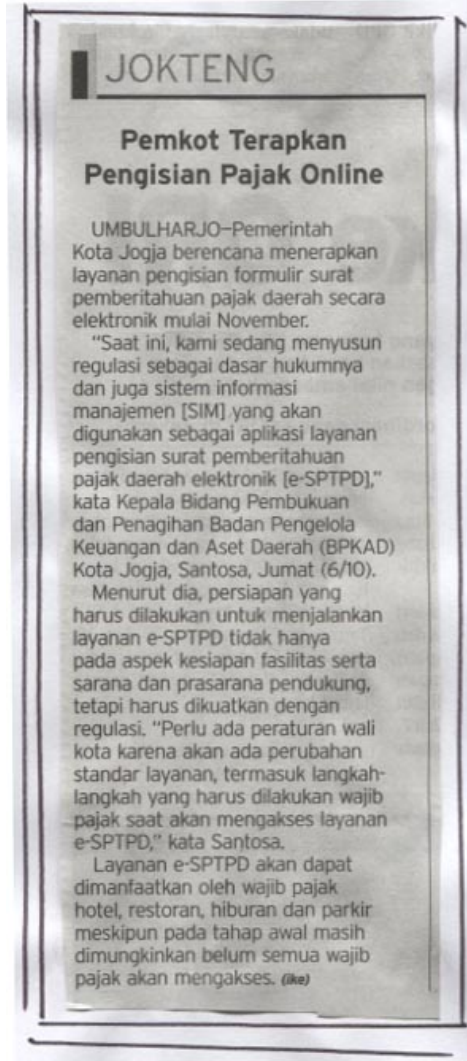 JOKTENG
Pemkot Terapkan
Pengisian Pajak Online
UMBULHARJO–Pemerintah
Kota Jogja berencana menerapkan
layanan pengisian formulir surat
pemberitahuan pajak daerah secara
elektronik mulai November.
"Saat ini, kami sedang menyusun
regulasi sebagai dasar hukumnya
dan juga sistem informasi
manajemen [SIM] yang akan
digunakan sebagai aplikasi layanan
pengisian surat pemberitahuan
pajak daerah elektronik [e-SPTPD],"
kata Kepala Bidang Pembukuan
dan Penagihan Badan Pengelola
Keuangan dan Aset Daerah (BPKAD)
Kota Jogja, Santosa, Jumat (6/10).
Menurut dia, persiapan yang
harus dilakukan untuk menjalankan
layanan e-SPTPD tidak hanya
pada aspek kesiapan fasilitas serta
sarana dan prasarana pendukung,
tetapi harus dikuatkan dengan
regulasi. "Perlu ada peraturan wali
kota karena akan ada perubahan
standar layanan, termasuk langkah-
langkah yang harus dilakukan wajib
pajak saat akan mengakses layanan
e-SPTPD," kata Santosa.
Layanan e-SPTPD akan dapat
dimanfaatkan oleh wajib pajak
hotel, restoran, hiburan dan parkir
meskipun pada tahap awal masih
dimungkinkan belum semua wajib
pajak akan mengakses. (ike)